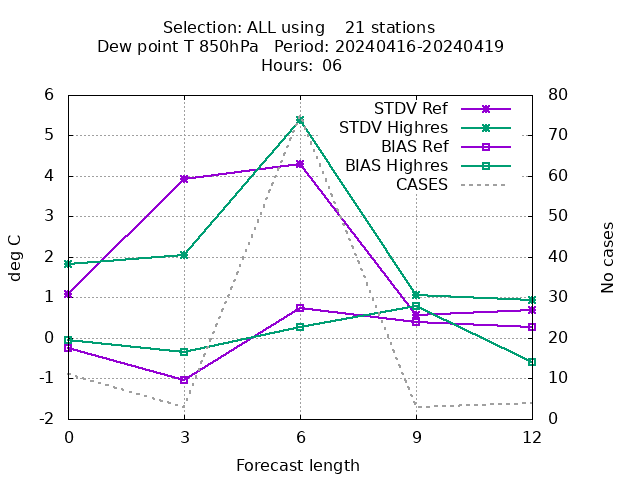 Selection: ALL using    21 stations
Dew point T 850hPa   Period: 20240416-20240419
Hours: 06
6 80
STDV Ref
STDV Highres
5 70
BIAS Ref
BIAS Highres
4 60
CASES
3 50
2 40
deg C
No cases
1 30
0 20
-1 10
-2 0
0 3 6 9 12
Forecast length